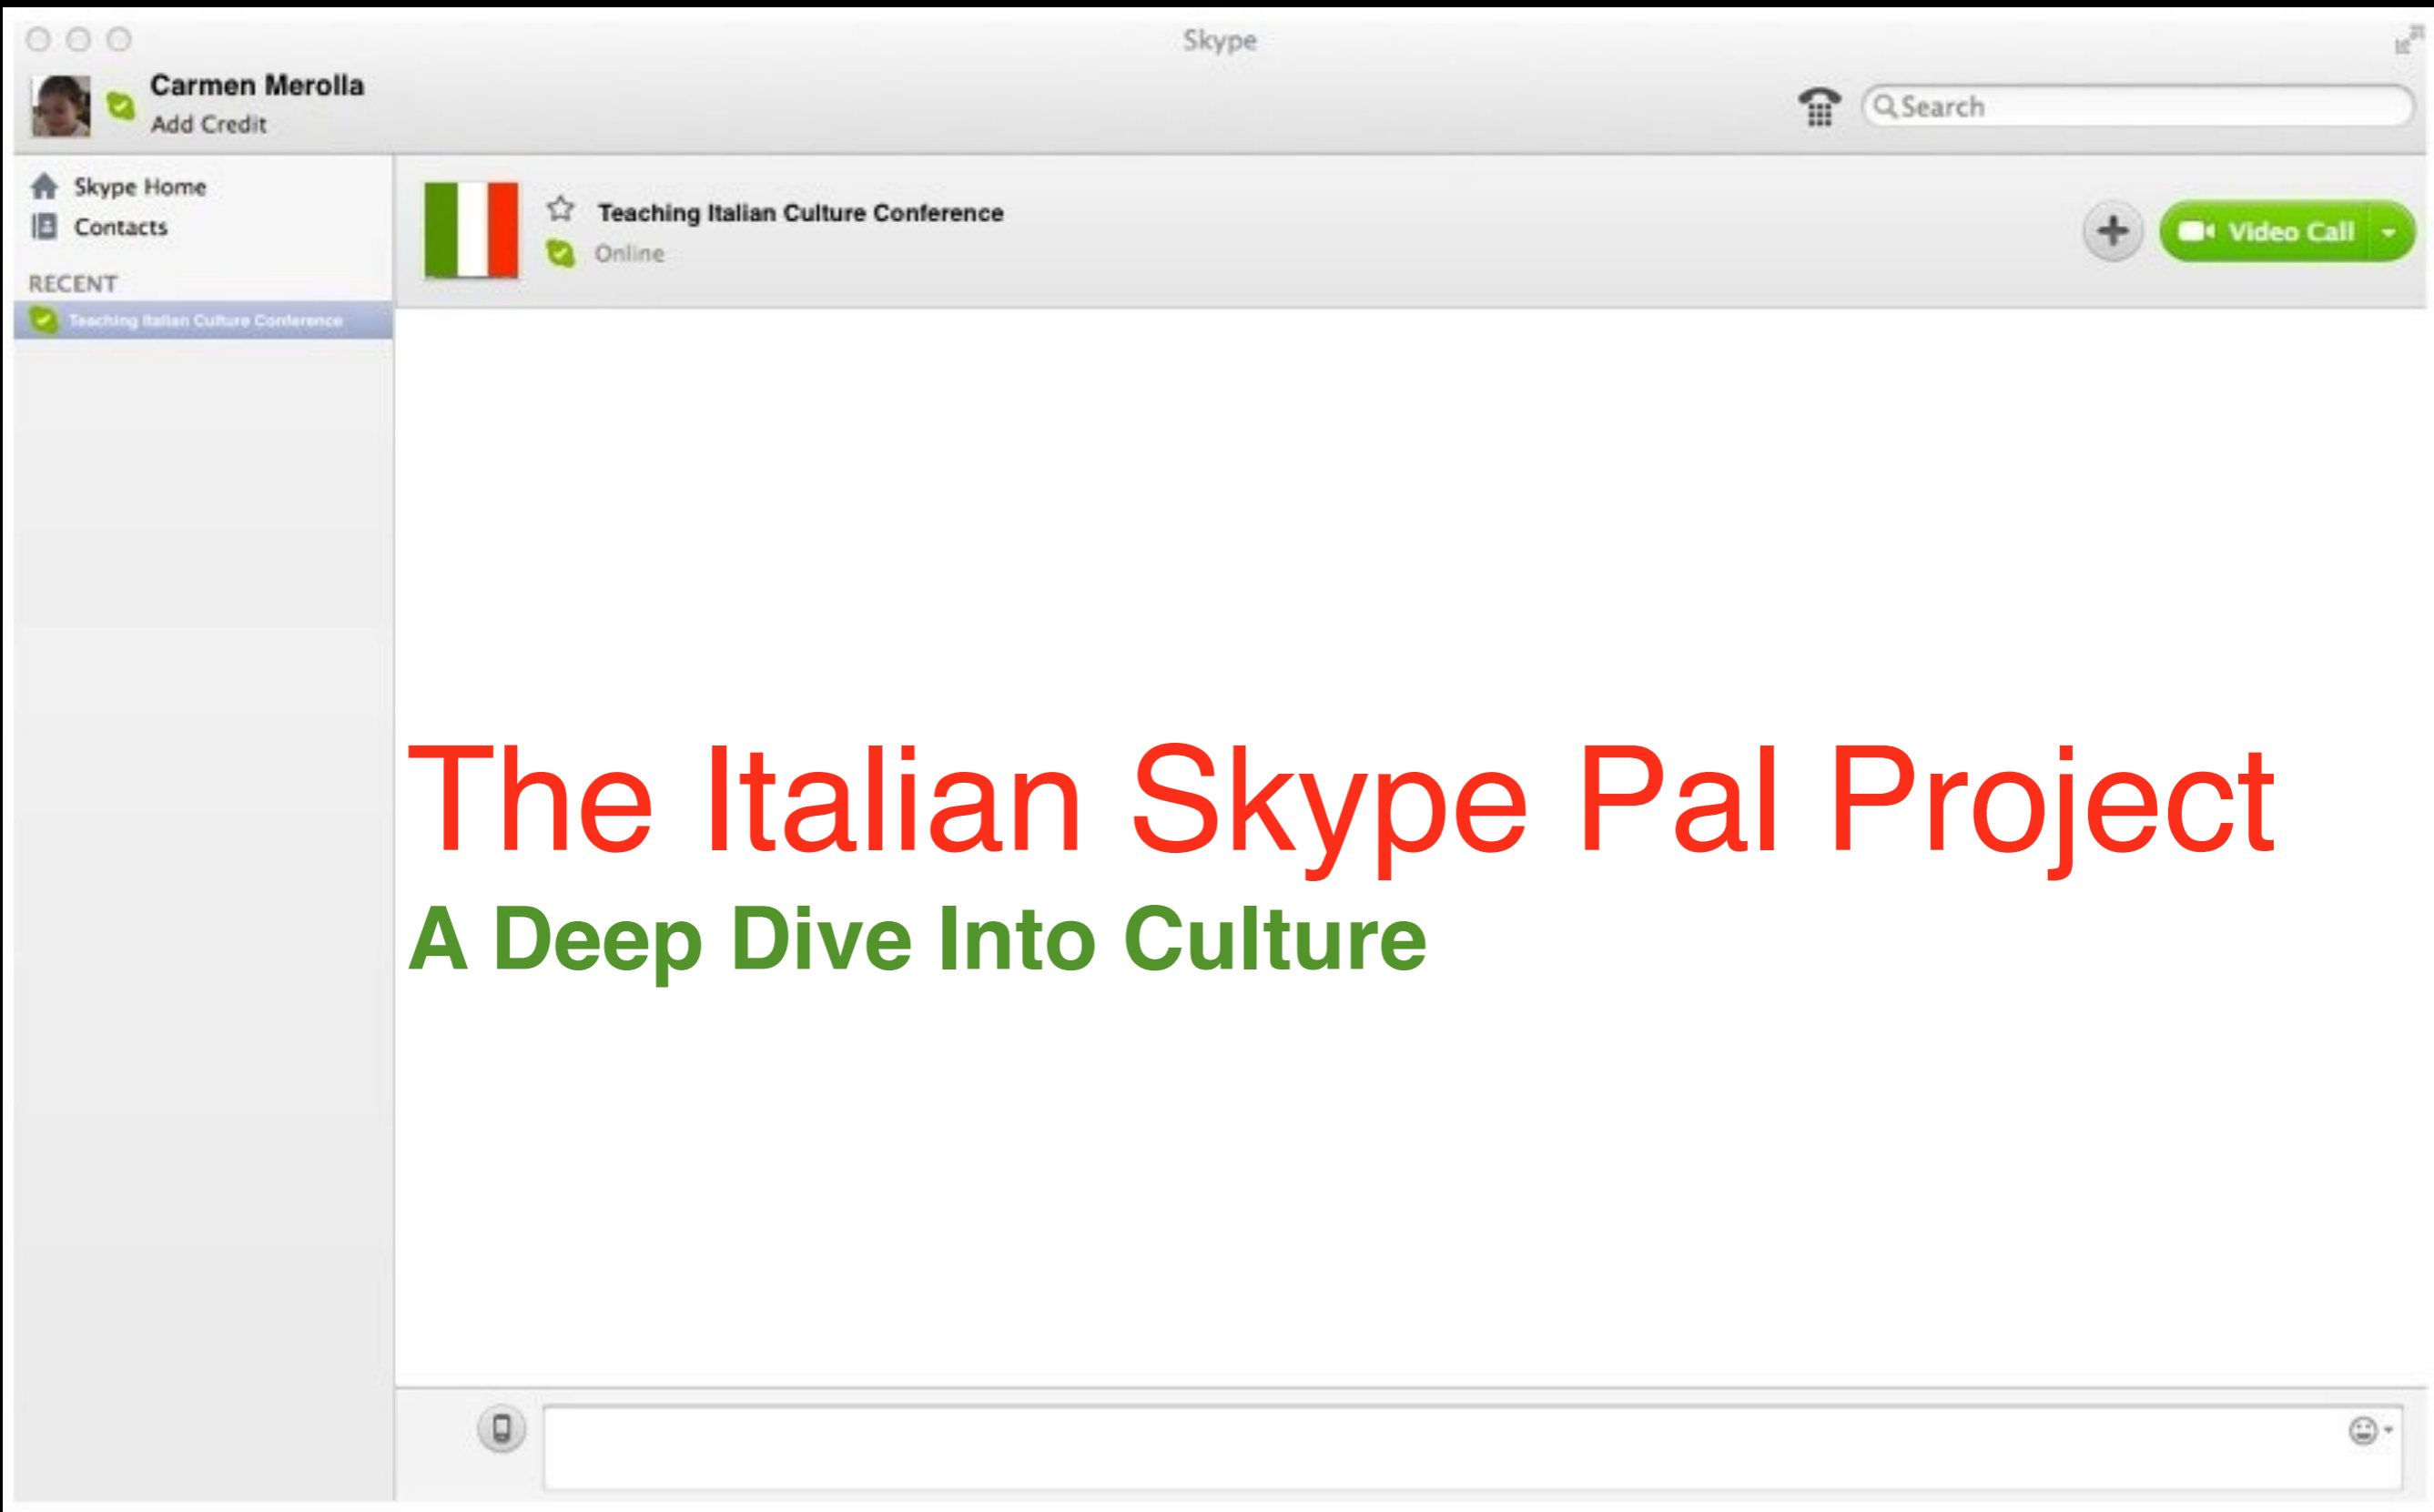 Skype
Carmen Merolla
Add Credit
Search
Skype Home
Contacts
RECENT
Teaching Italian Culture Conference
Teaching Italian Culture Conference
Online
Video Call
The Italian Skype Pal Project
A Deep Dive Into Culture